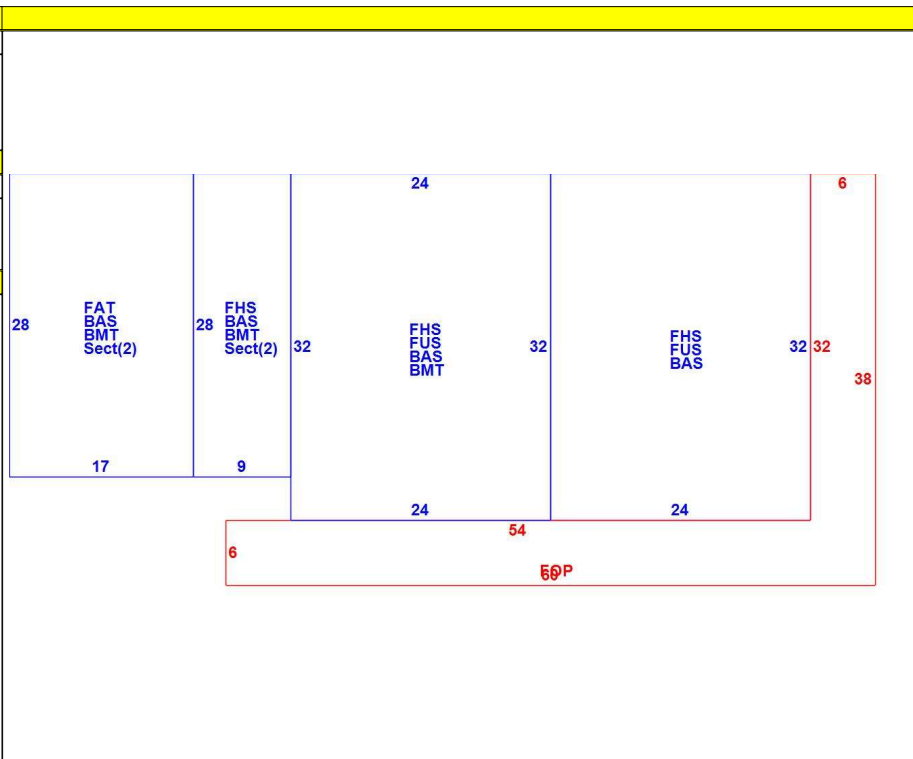 24
6
FAT
BAS
BMT
Sect(2)
28
FHS
BAS
BMT
Sect(2)
28
FHS
FUS
BAS
BMT
32
32
FHS
FUS
BAS
32
32
38
17
9
24
24
54
6
FOP
60